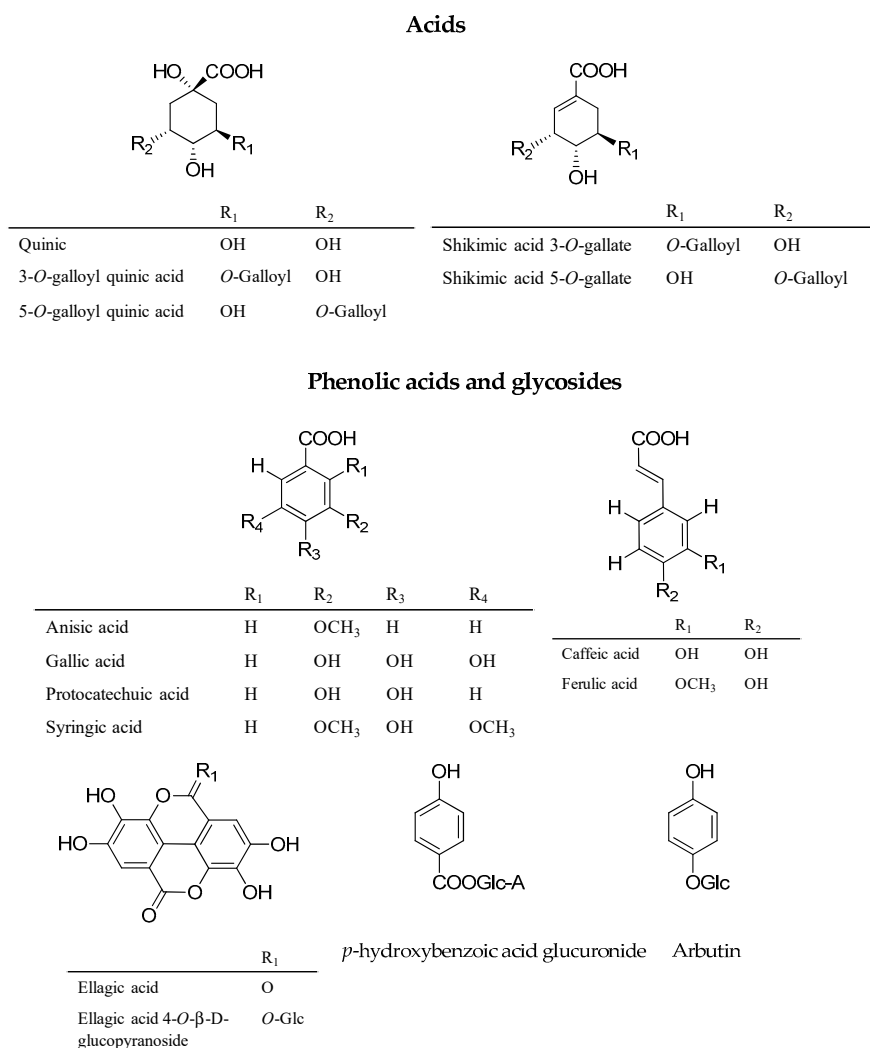 Acids
HO COOH
R2 R1
OH
COOH
R2 R1
OH
R1 R2
Quinic OH OH
3-O-galloyl quinic acid O-Galloyl OH
5-O-galloyl quinic acid OH O-Galloyl
R1 R2
Shikimic acid 3-O-gallate O-Galloyl OH
Shikimic acid 5-O-gallate OH O-Galloyl
Phenolic acids and glycosides
COOH
H R1
R4 R2
R3
COOH
H H
H R1
R2
R1 R2 R3 R4
Anisic acid H OCH3 H H
Gallic acid H OH OH OH
Protocatechuic acid H OH OH H
Syringic acid H OCH3 OH OCH3
R1 R2
Caffeic acid OH OH
Ferulic acid OCH3 OH
R1
HO O
HO OH
O OH
O
OH
COOGlc-A
OH
OGlc
p-hydroxybenzoic acid glucuronide Arbutin
R1
Ellagic acid O
Ellagic acid 4-O-β-D- O-Glc
glucopyranoside